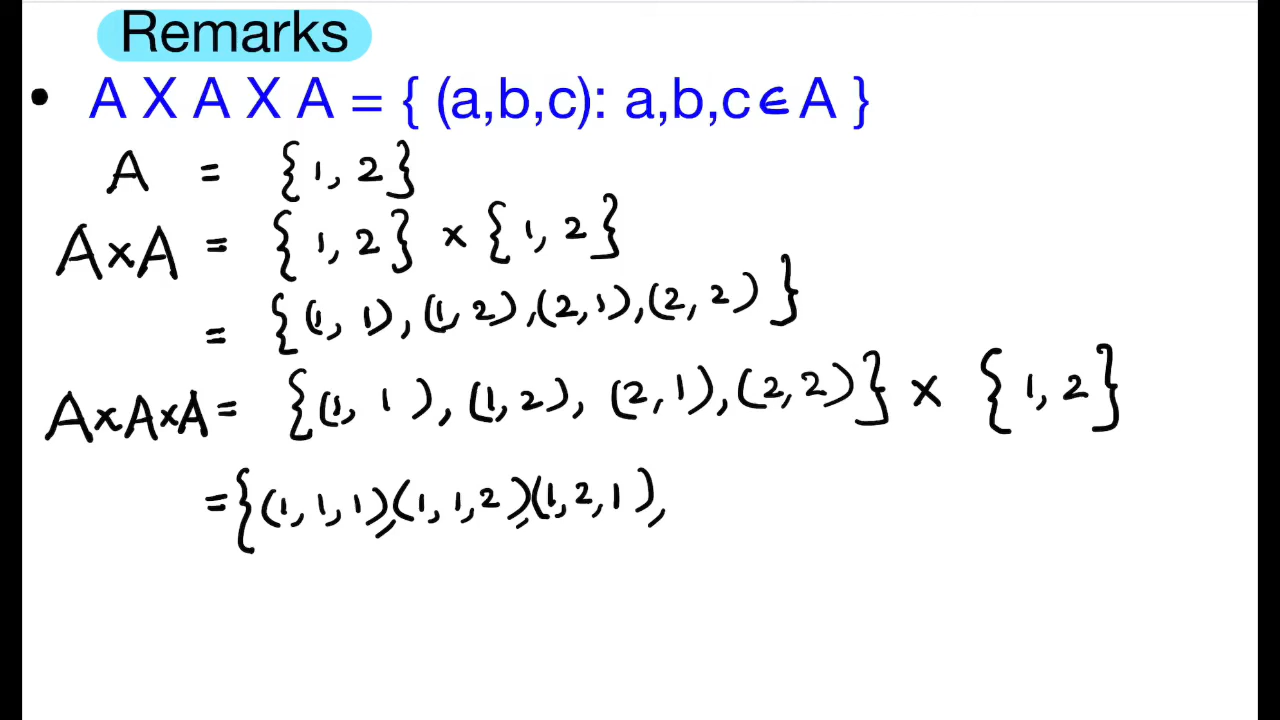 Remarks
• A X A X A = { (a,b,c): a,b,c ∈ A }
A = {1, 2}
A×A = {1, 2} × {1, 2}
= {(1, 1), (1, 2), (2, 1), (2, 2)}
A×A×A = {(1, 1), (1, 2), (2, 1), (2, 2)} × {1, 2}
= {(1, 1, 1), (1, 1, 2), (1, 2, 1),